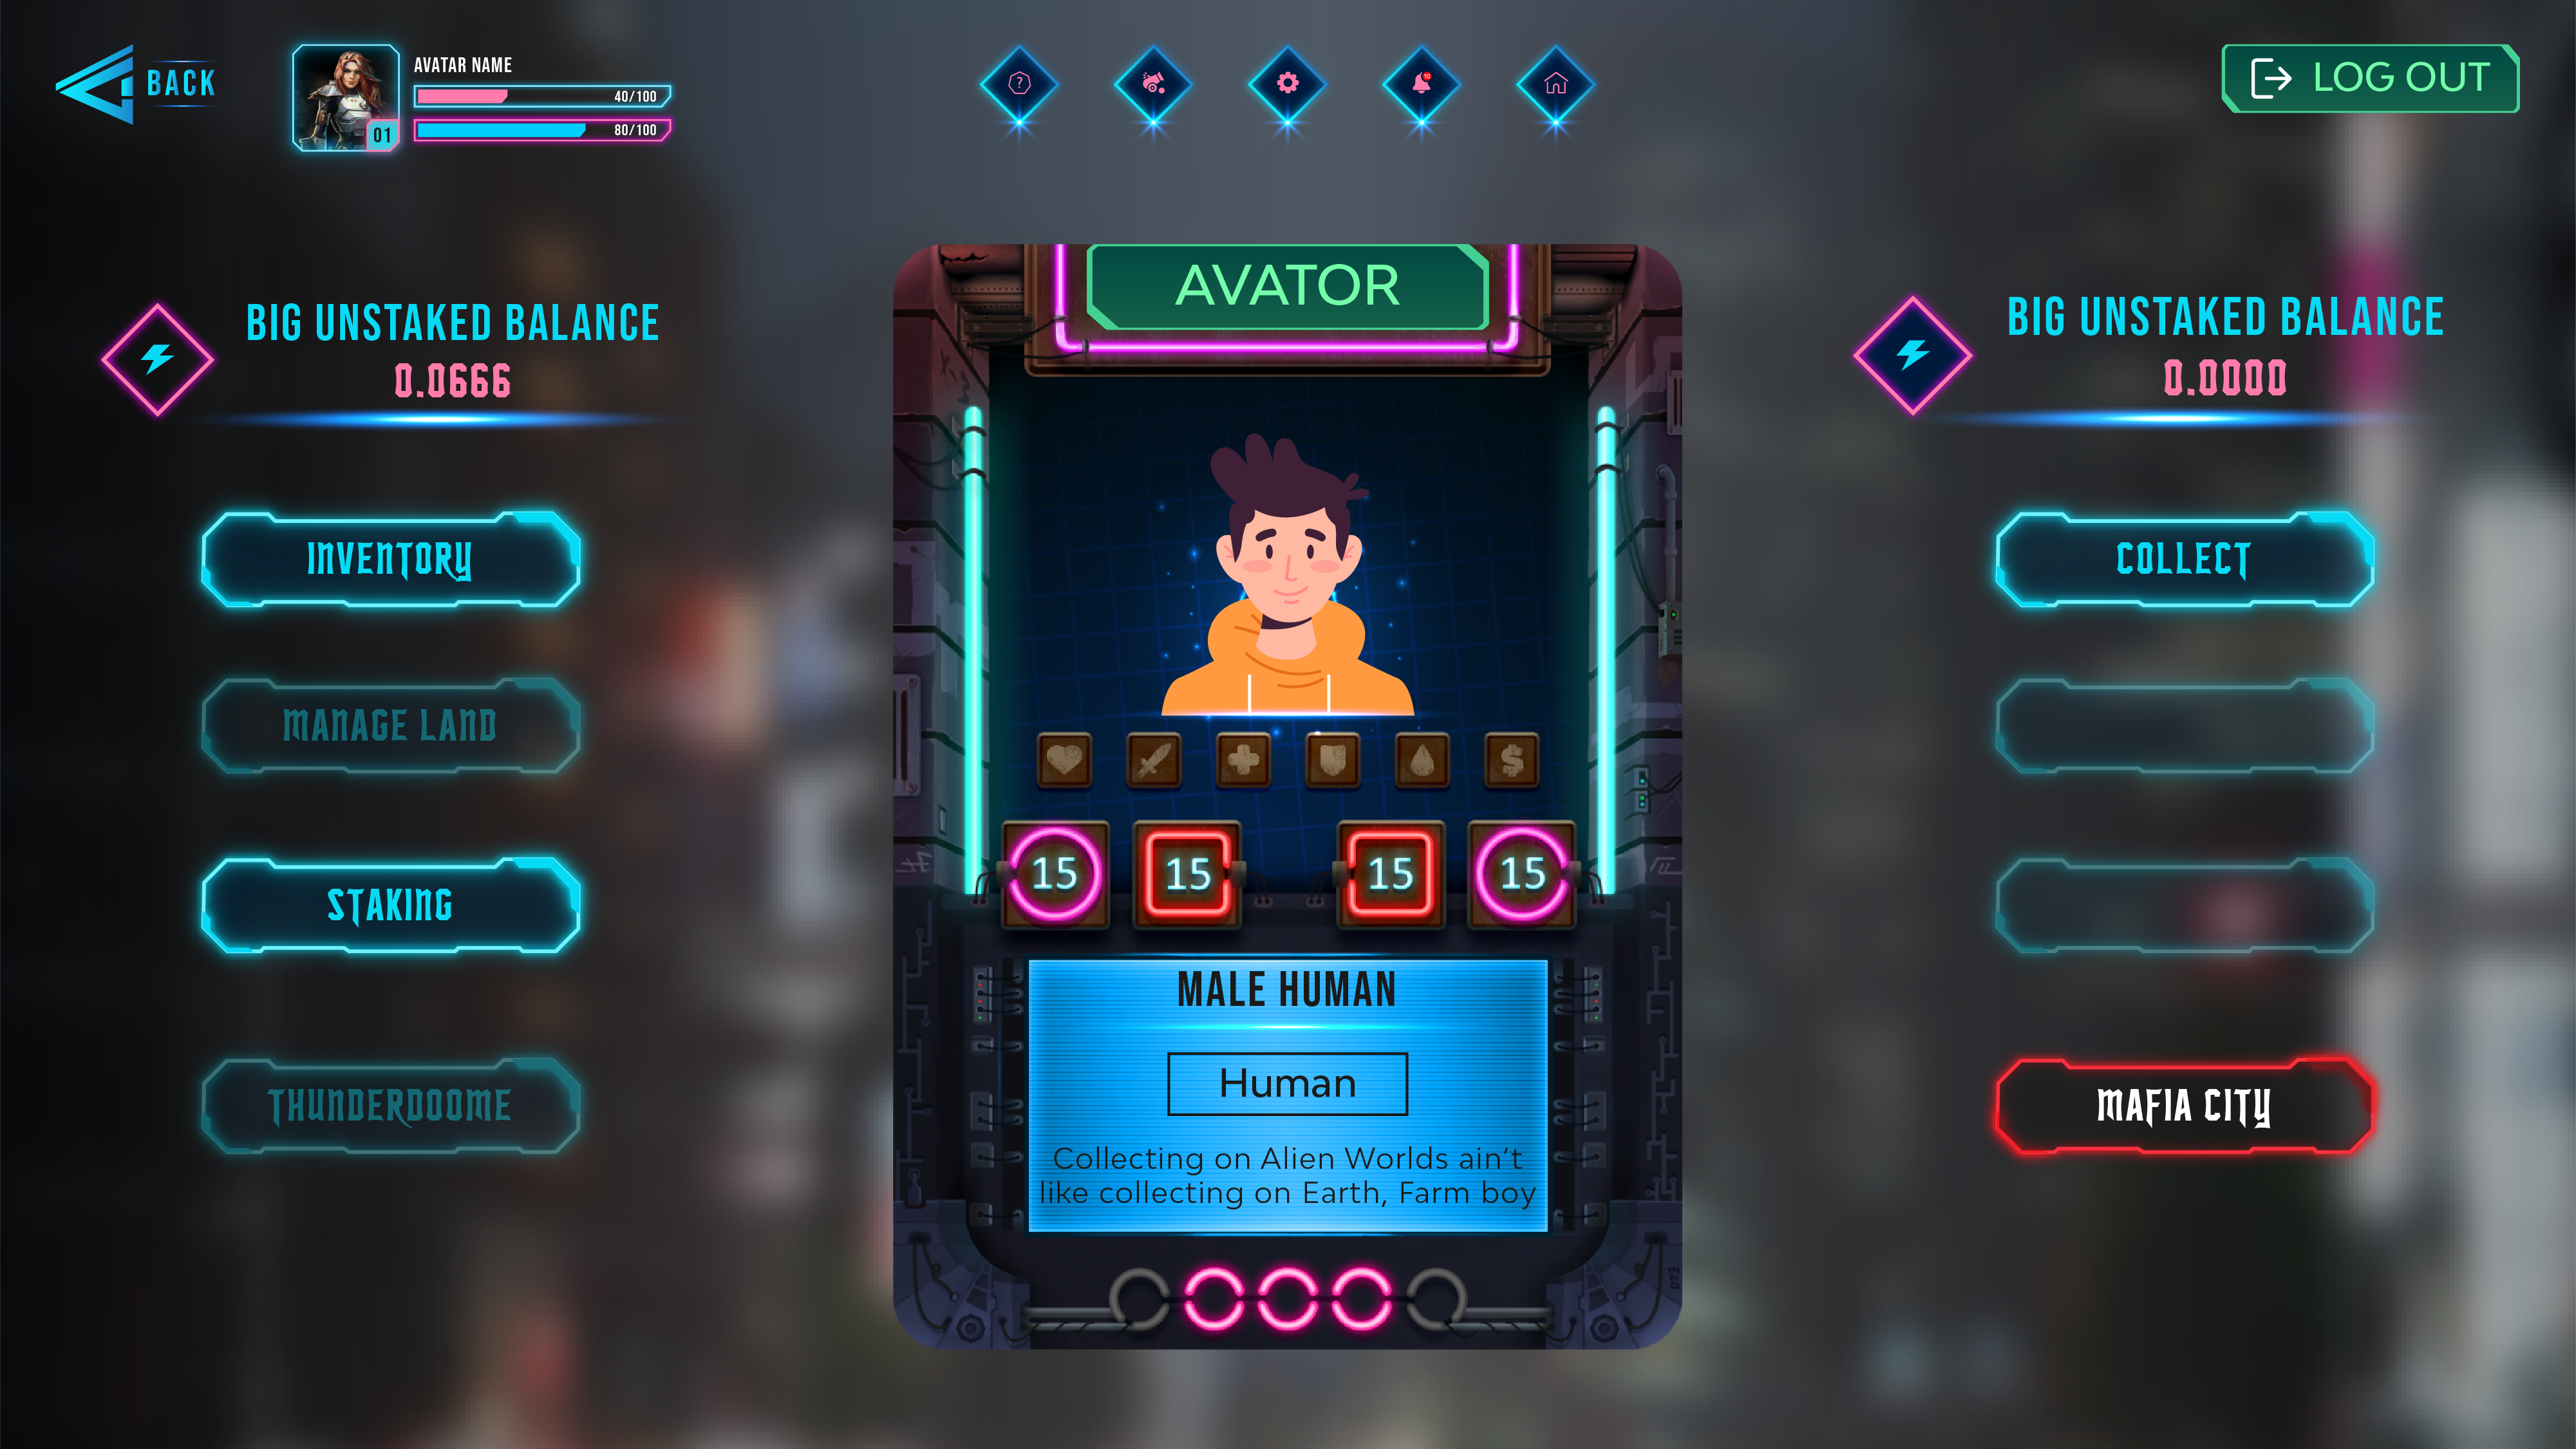 BACK
AVATAR NAME
40/100
80/100
01
?
10
LOG OUT
BIG UNSTAKED BALANCE
0.0666
INVENTORY
MANAGE LAND
STAKING
THUNDERDOOME
AVATOR
$
15
15
15
15
MALE HUMAN
Human
Collecting on Alien Worlds ain't
like collecting on Earth, Farm boy
073
BIG UNSTAKED BALANCE
0.0000
COLLECT
MAFIA CITY